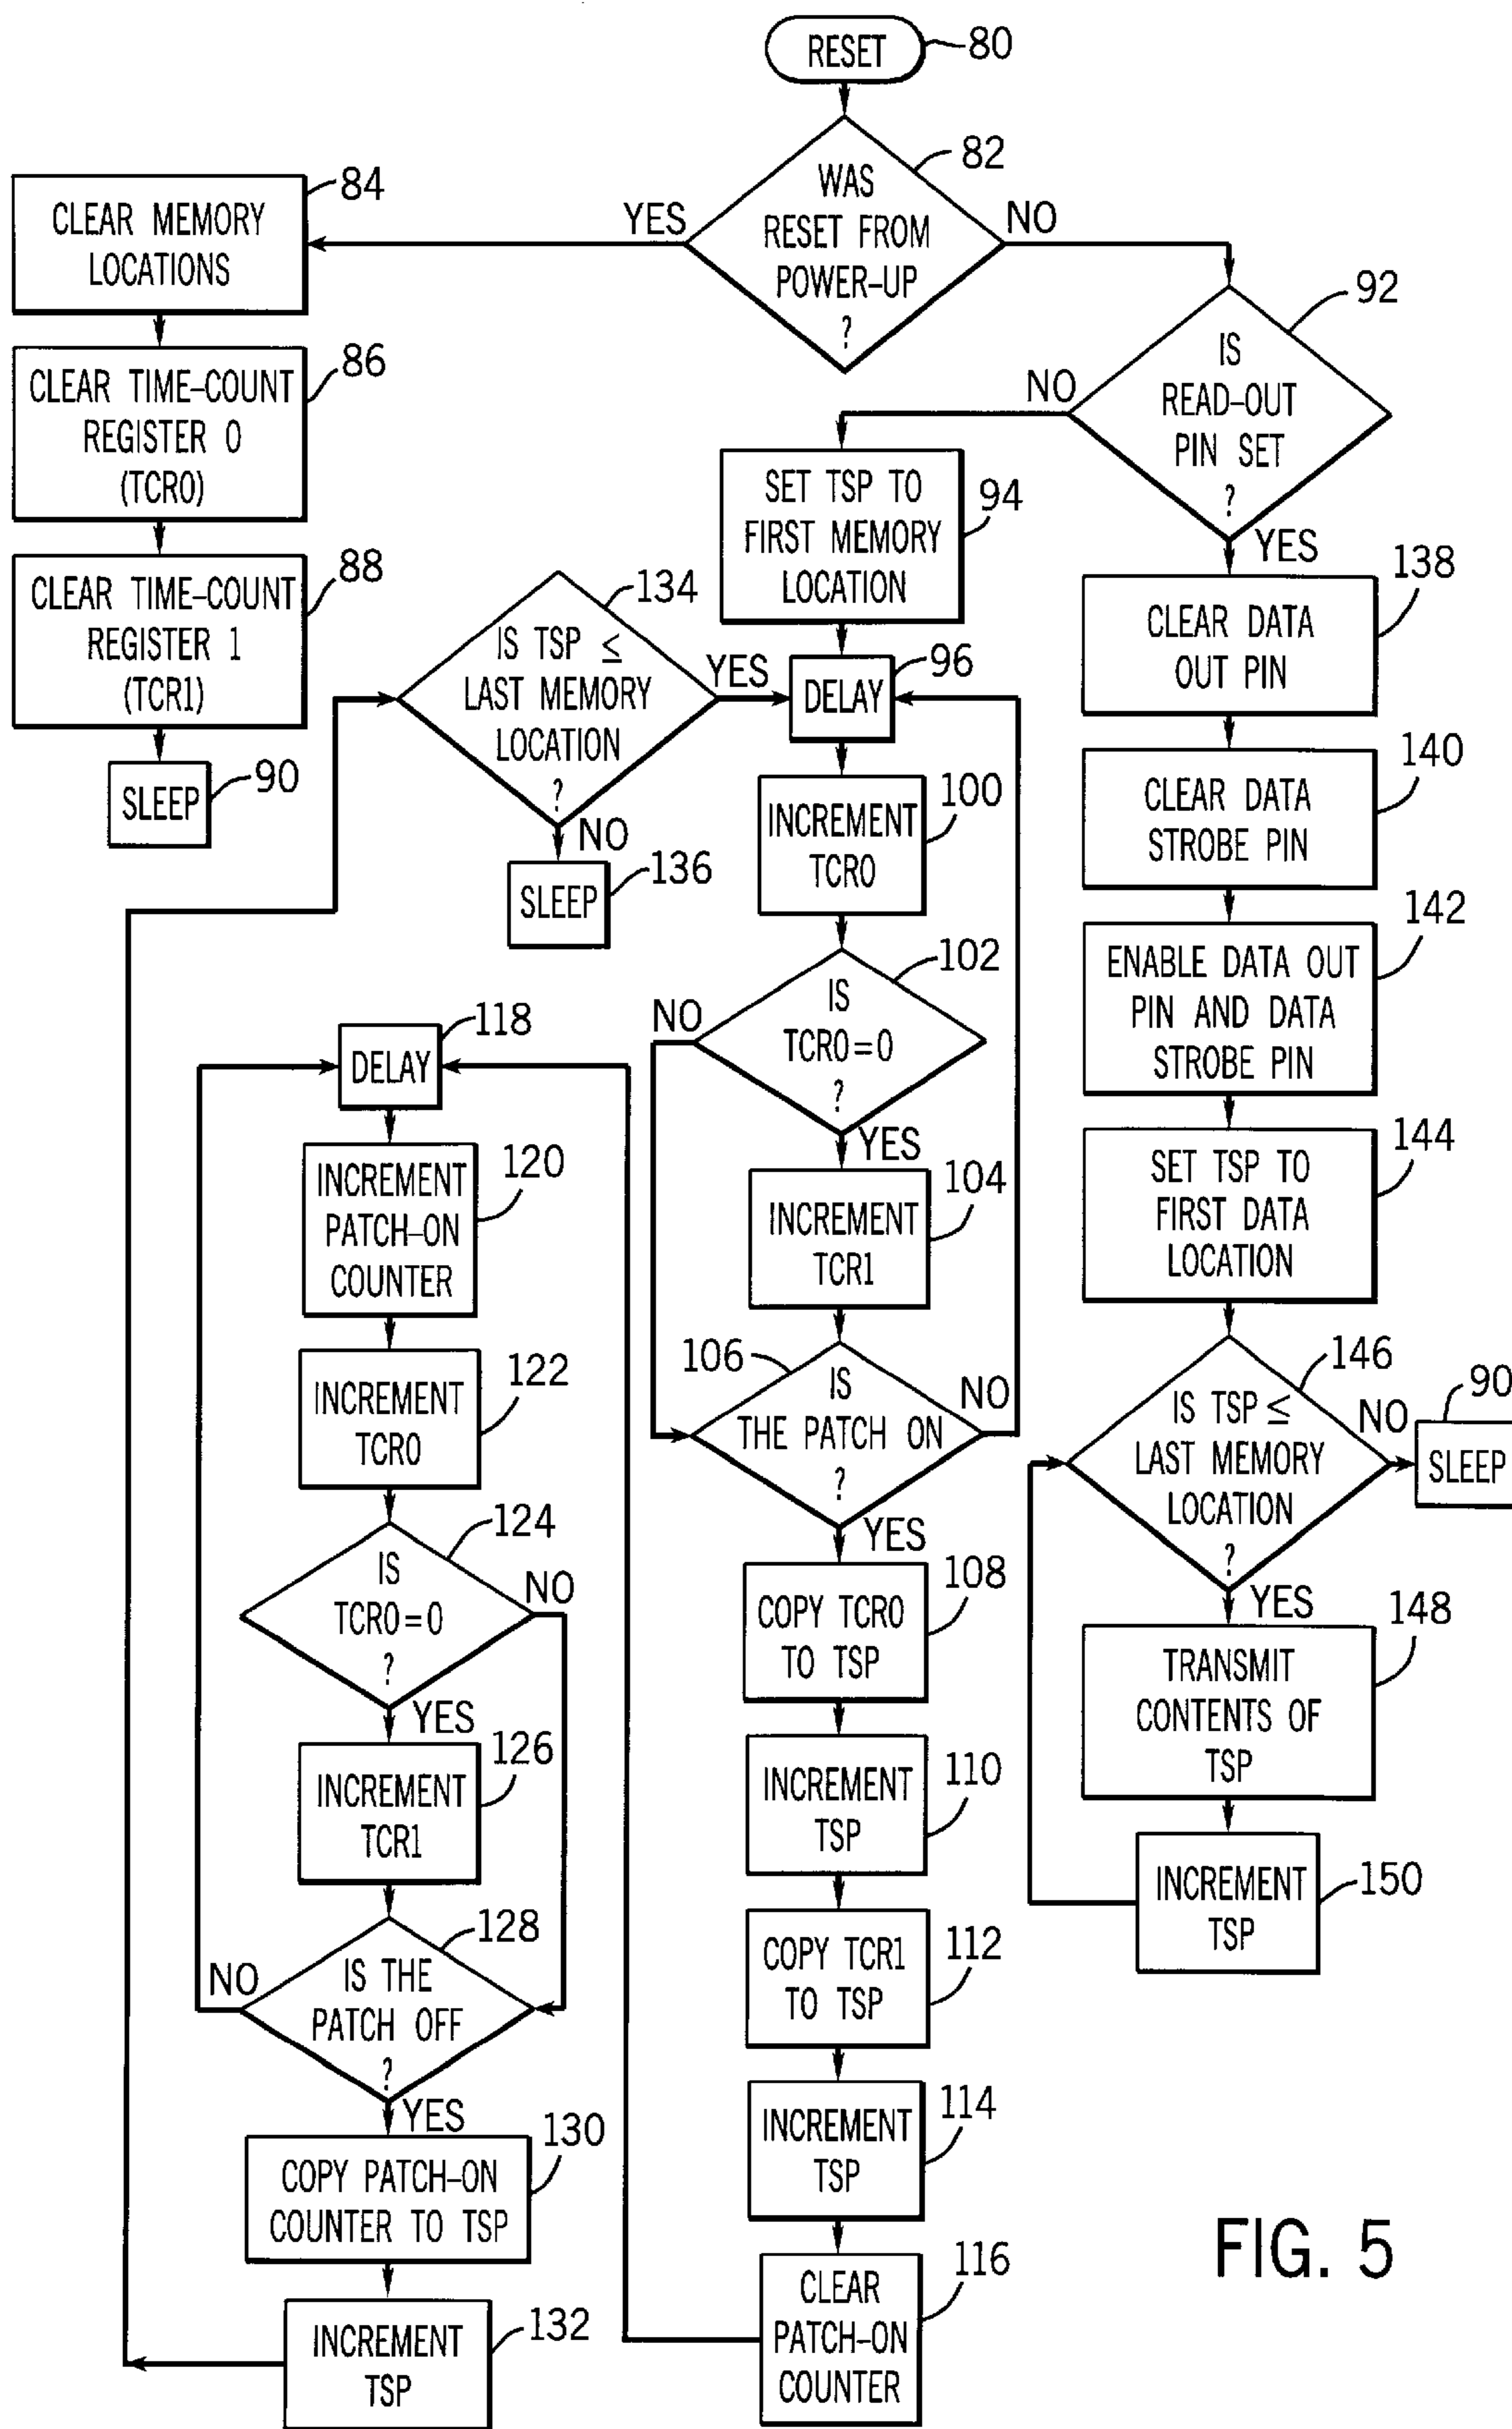 RESET
80
WAS
RESET FROM
POWER-UP
?
82
YES
NO
CLEAR MEMORY
LOCATIONS
84
CLEAR TIME-COUNT
REGISTER 0
(TCR0)
86
CLEAR TIME-COUNT
REGISTER 1
(TCR1)
88
SLEEP
90
IS
READ-OUT
PIN SET
?
92
NO
YES
SET TSP TO
FIRST MEMORY
LOCATION
94
DELAY
96
INCREMENT
TCR0
100
IS
TCR0=0
?
102
NO
YES
INCREMENT
TCR1
104
IS
THE PATCH ON
?
106
NO
YES
COPY TCR0
TO TSP
108
INCREMENT
TSP
110
COPY TCR1
TO TSP
112
INCREMENT
TSP
114
CLEAR
PATCH-ON
COUNTER
116
DELAY
118
INCREMENT
PATCH-ON
COUNTER
120
INCREMENT
TCR0
122
IS
TCR0=0
?
124
NO
YES
INCREMENT
TCR1
126
IS THE
PATCH OFF
?
128
NO
YES
COPY PATCH-ON
COUNTER TO TSP
130
INCREMENT
TSP
132
IS TSP ≤
LAST MEMORY
LOCATION
?
134
YES
NO
SLEEP
136
CLEAR DATA
OUT PIN
138
CLEAR DATA
STROBE PIN
140
ENABLE DATA OUT
PIN AND DATA
STROBE PIN
142
SET TSP TO
FIRST DATA
LOCATION
144
IS TSP ≤
LAST MEMORY
LOCATION
?
146
NO
SLEEP
90
YES
TRANSMIT
CONTENTS OF
TSP
148
INCREMENT
TSP
150
FIG. 5